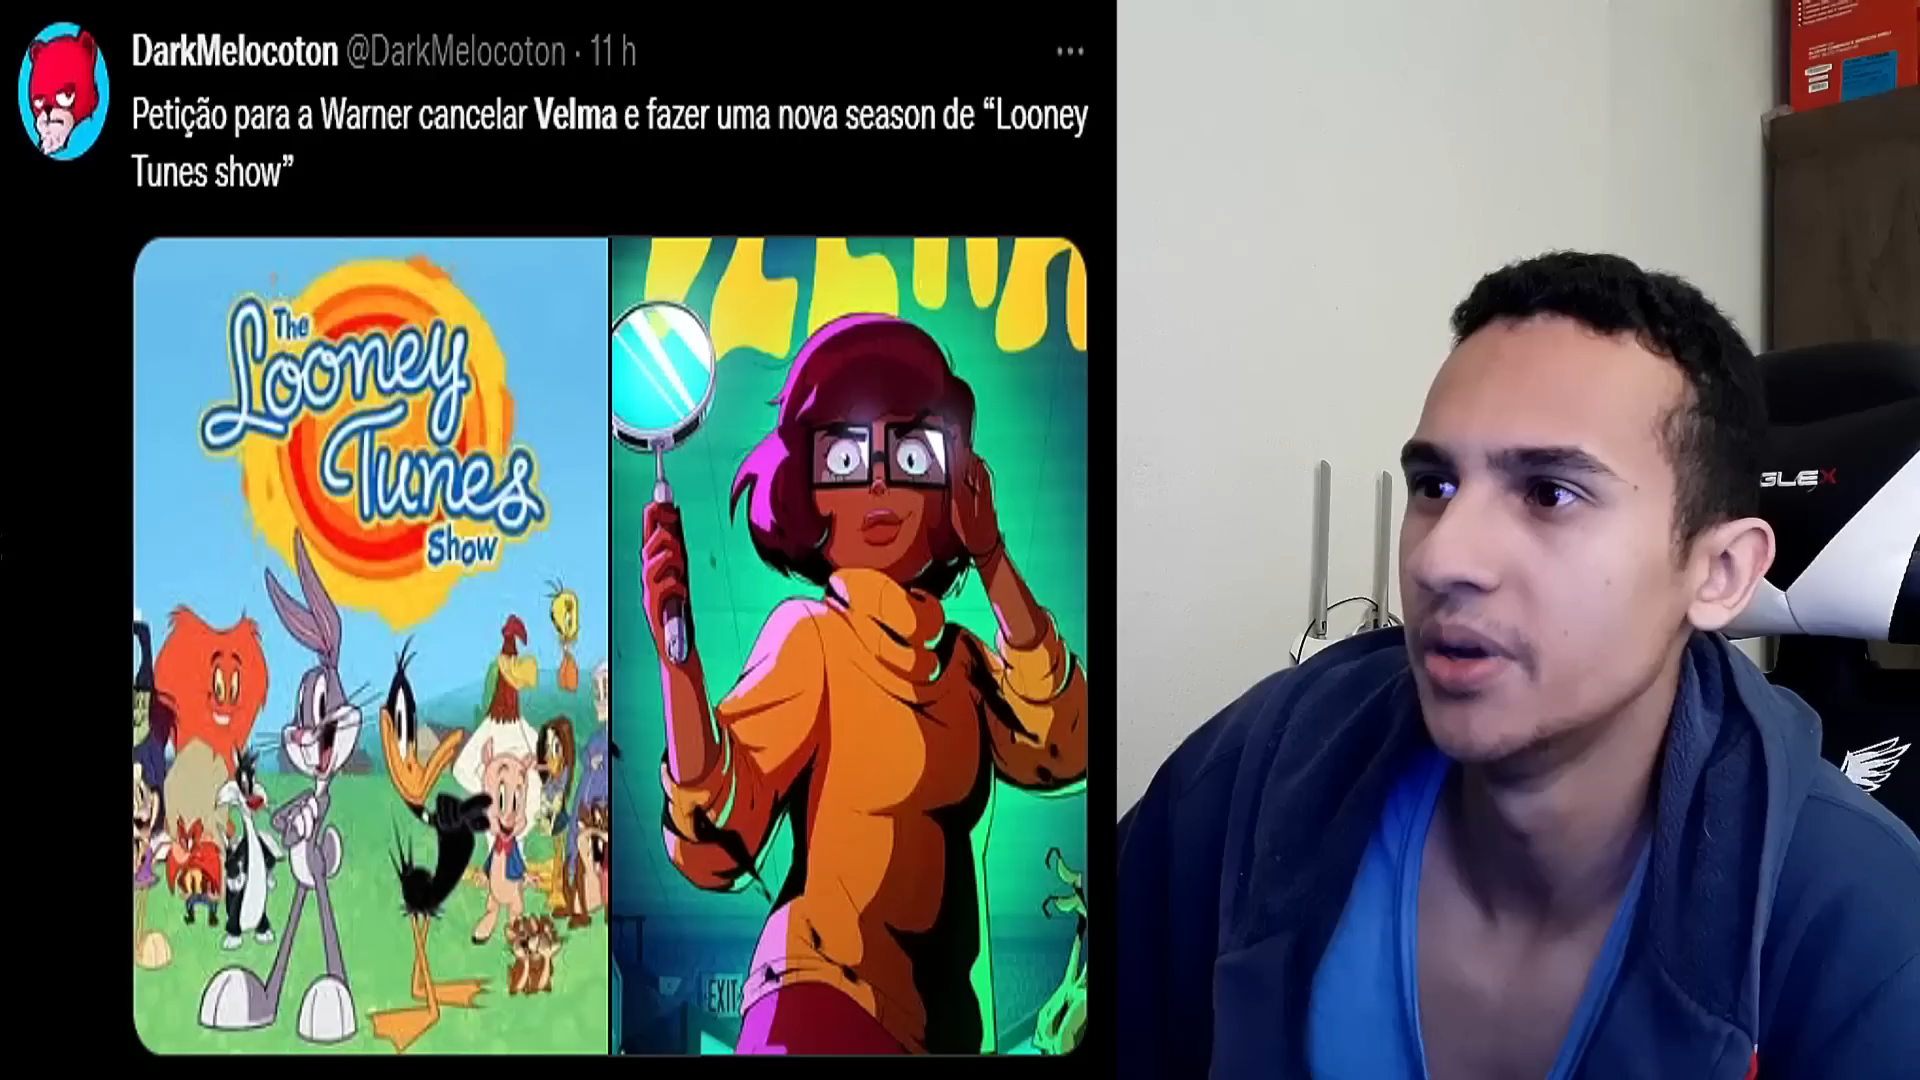 DarkMelocoton @DarkMelocoton · 11 h
Petição para a Warner cancelar Velma e fazer uma nova season de “Looney
Tunes show”
The
Looney
Tunes
Show
EXIT
GLEX